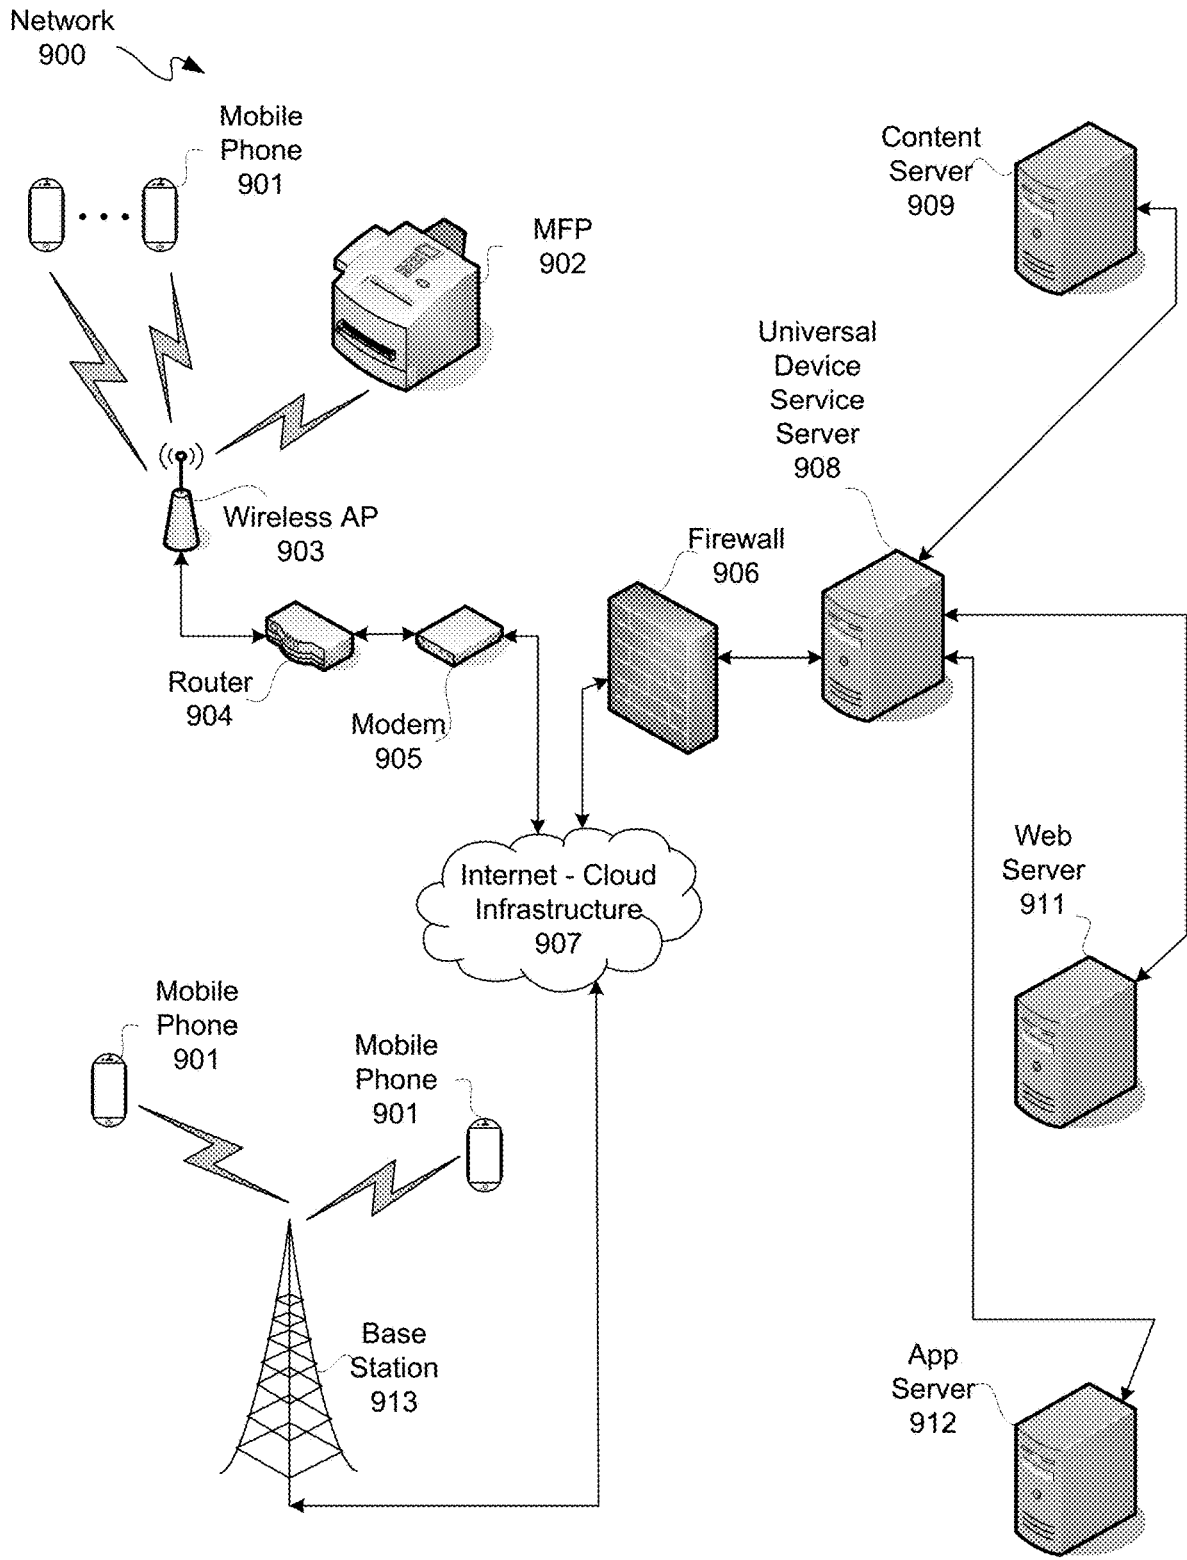 Network
900
Mobile
Phone
901
MFP
902
Content
Server
909
Universal
Device
Service
Server
908
Wireless AP
903
Firewall
906
Router
904
Modem
905
Internet - Cloud
Infrastructure
907
Web
Server
911
Mobile
Phone
901
Mobile
Phone
901
Base
Station
913
App
Server
912